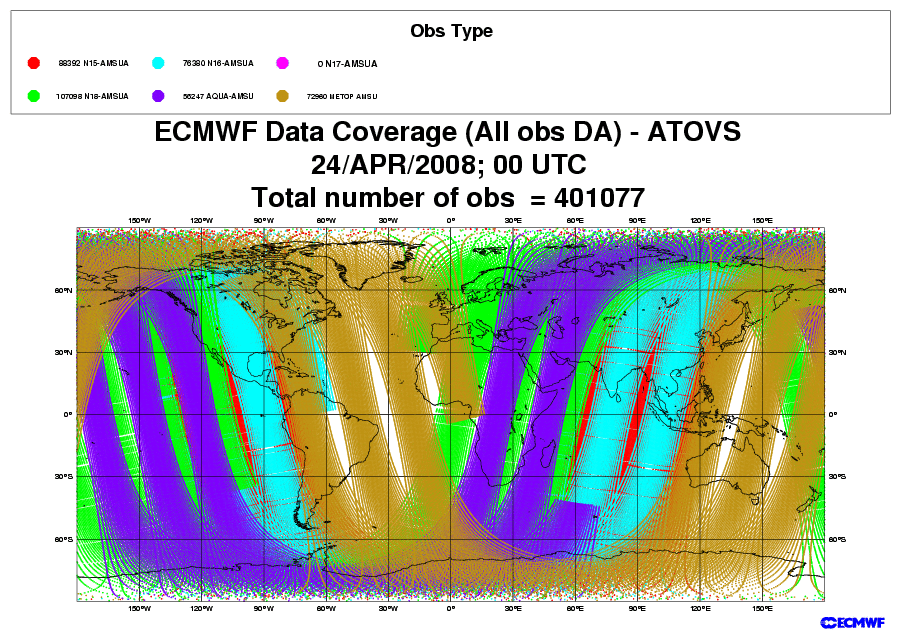 Obs Type
88392 N15-AMSUA 76380 N16-AMSUA 0 N17-AMSUA
107098 N18-AMSUA 56247 AQUA-AMSU 72960 METOP AMSU
ECMWF Data Coverage (All obs DA) - ATOVS
24/APR/2008; 00 UTC
Total number of obs = 401077
150°W 120°W 90°W 60°W 30°W 0° 30°E 60°E 90°E 120°E 150°E
60°N 60°N
30°N 30°N
0° 0°
30°S 30°S
60°S 60°S
150°W 120°W 90°W 60°W 30°W 0° 30°E 60°E 90°E 120°E 150°E
ECMWF